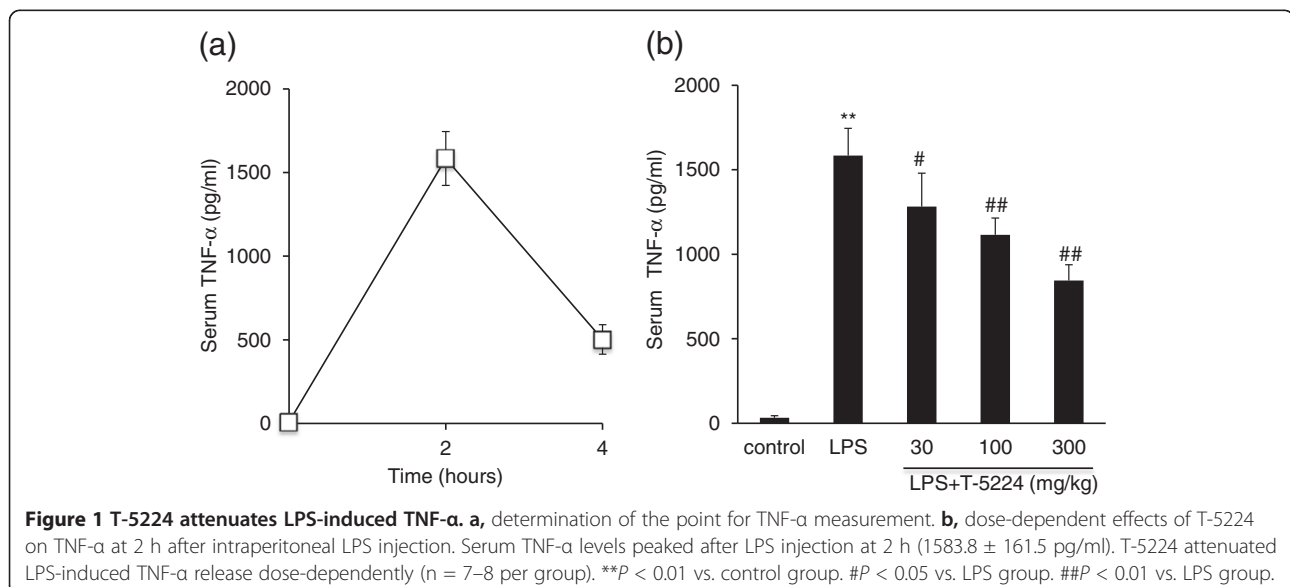 (a)
2000
1500
1000
500
0
Serum TNF-α (pg/ml)
2
4
Time (hours)
(b)
2000
1500
1000
500
0
Serum TNF-α (pg/ml)
**
#
##
##
control LPS 30 100 300
LPS+T-5224 (mg/kg)
Figure 1 T-5224 attenuates LPS-induced TNF-α. a, determination of the point for TNF-α measurement. b, dose-dependent effects of T-5224
on TNF-α at 2 h after intraperitoneal LPS injection. Serum TNF-α levels peaked after LPS injection at 2 h (1583.8 ± 161.5 pg/ml). T-5224 attenuated
LPS-induced TNF-α release dose-dependently (n = 7–8 per group). **P < 0.01 vs. control group. #P < 0.05 vs. LPS group. ##P < 0.01 vs. LPS group.